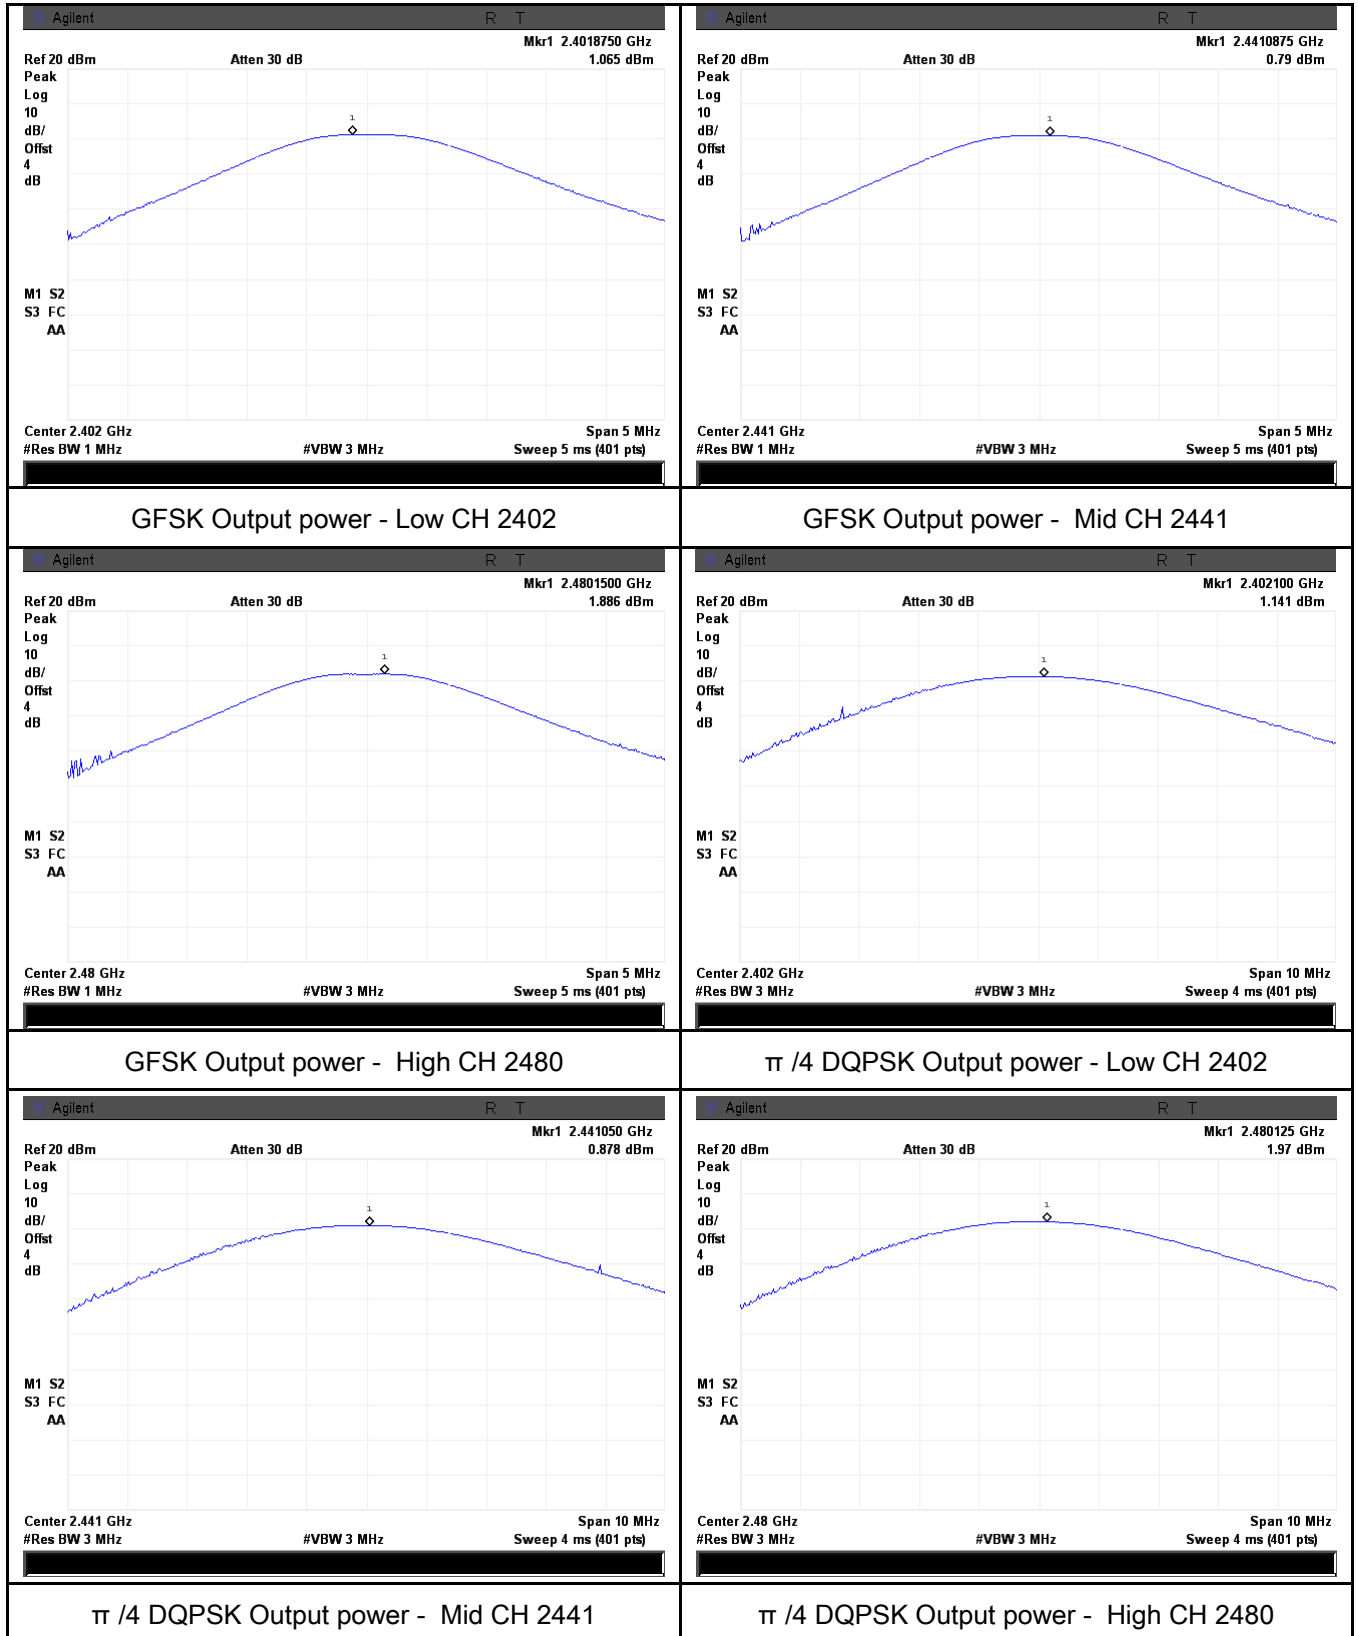 Agilent R T
Mkr1 2.4018750 GHz
Ref 20 dBm Atten 30 dB 1.065 dBm
Peak
Log
10
dB/
Offst
4
dB
1
M1 S2
S3 FC
AA
Center 2.402 GHz Span 5 MHz
#Res BW 1 MHz #VBW 3 MHz Sweep 5 ms (401 pts)
GFSK Output power - Low CH 2402
Agilent R T
Mkr1 2.4410875 GHz
Ref 20 dBm Atten 30 dB 0.79 dBm
Peak
Log
10
dB/
Offst
4
dB
1
M1 S2
S3 FC
AA
Center 2.441 GHz Span 5 MHz
#Res BW 1 MHz #VBW 3 MHz Sweep 5 ms (401 pts)
GFSK Output power - Mid CH 2441
Agilent R T
Mkr1 2.4801500 GHz
Ref 20 dBm Atten 30 dB 1.886 dBm
Peak
Log
10
dB/
Offst
4
dB
1
M1 S2
S3 FC
AA
Center 2.48 GHz Span 5 MHz
#Res BW 1 MHz #VBW 3 MHz Sweep 5 ms (401 pts)
GFSK Output power - High CH 2480
Agilent R T
Mkr1 2.402100 GHz
Ref 20 dBm Atten 30 dB 1.141 dBm
Peak
Log
10
dB/
Offst
4
dB
1
M1 S2
S3 FC
AA
Center 2.402 GHz Span 10 MHz
#Res BW 3 MHz #VBW 3 MHz Sweep 4 ms (401 pts)
π /4 DQPSK Output power - Low CH 2402
Agilent R T
Mkr1 2.441050 GHz
Ref 20 dBm Atten 30 dB 0.878 dBm
Peak
Log
10
dB/
Offst
4
dB
1
M1 S2
S3 FC
AA
Center 2.441 GHz Span 10 MHz
#Res BW 3 MHz #VBW 3 MHz Sweep 4 ms (401 pts)
π /4 DQPSK Output power - Mid CH 2441
Agilent R T
Mkr1 2.480125 GHz
Ref 20 dBm Atten 30 dB 1.97 dBm
Peak
Log
10
dB/
Offst
4
dB
1
M1 S2
S3 FC
AA
Center 2.48 GHz Span 10 MHz
#Res BW 3 MHz #VBW 3 MHz Sweep 4 ms (401 pts)
π /4 DQPSK Output power - High CH 2480